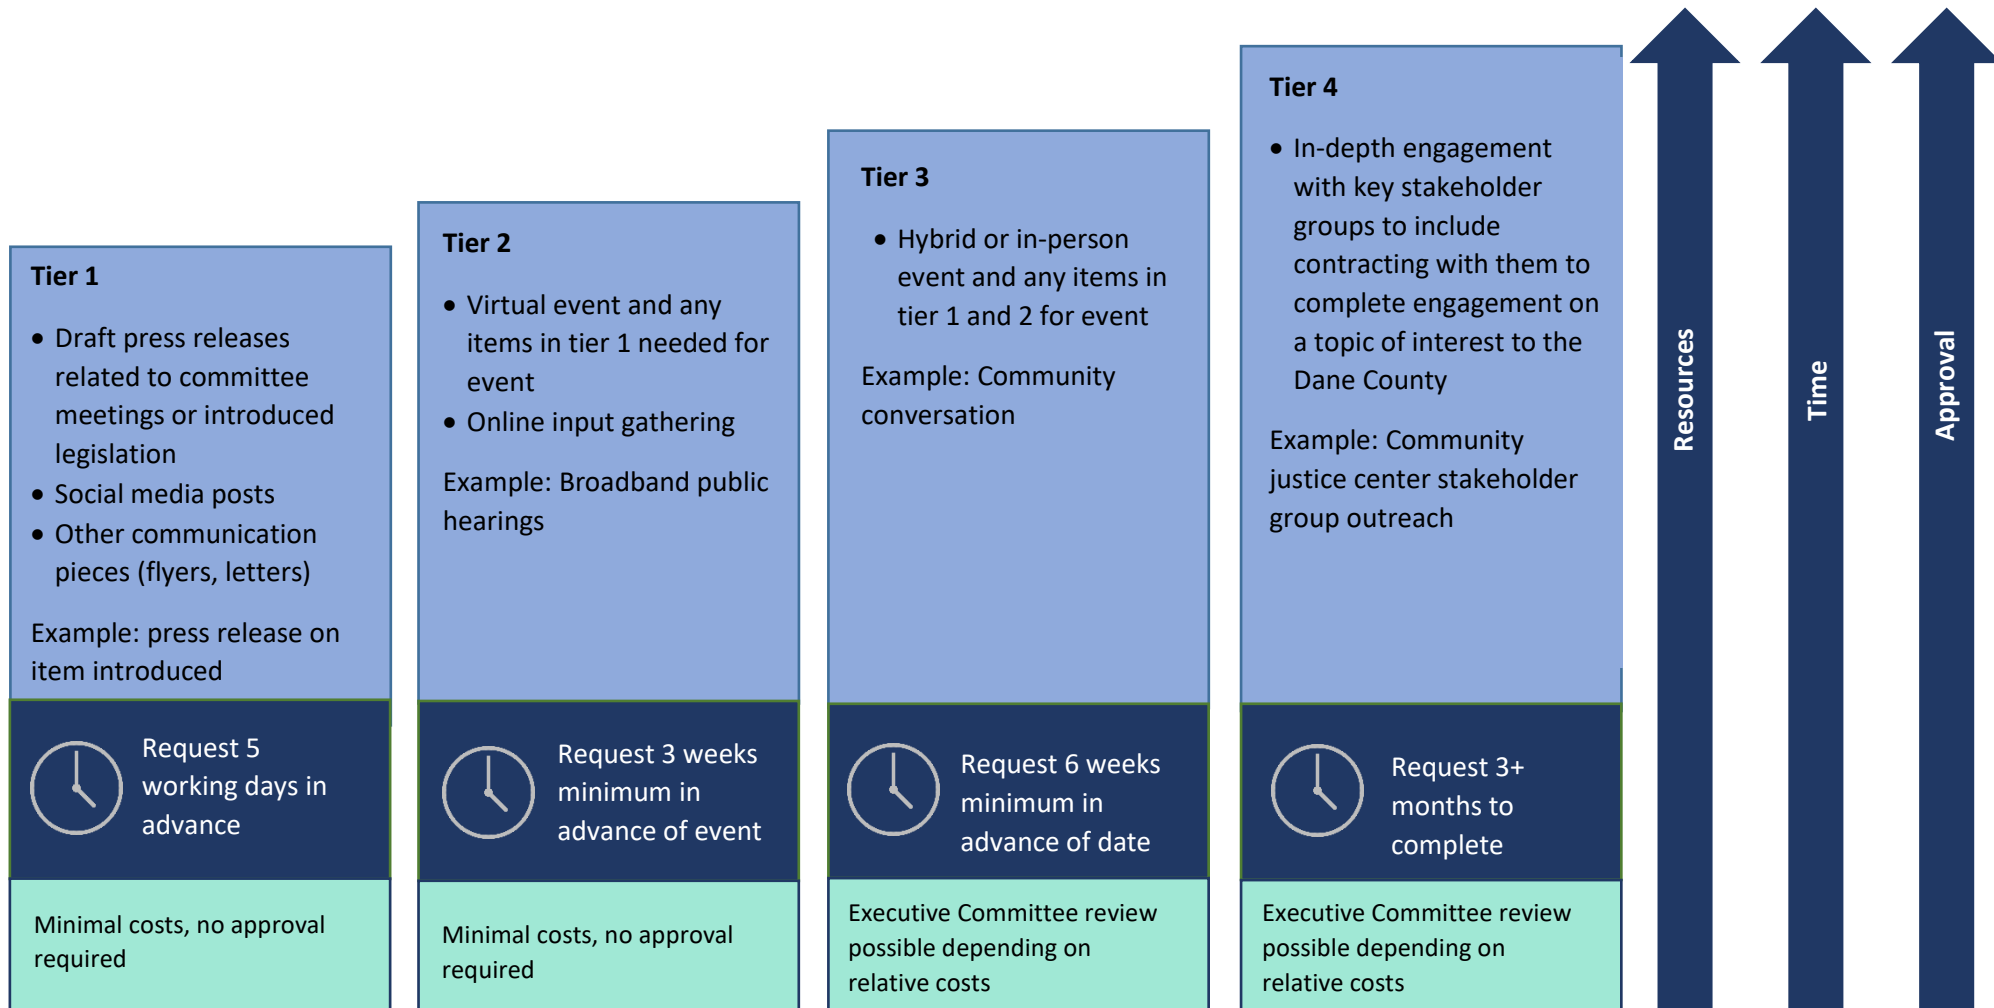 Tier 1
• Draft press releases
related to committee
meetings or introduced
legislation
• Social media posts
• Other communication
pieces (flyers, letters)
Example: press release on
item introduced
Request 5
working days in
advance
Minimal costs, no approval
required
Tier 2
• Virtual event and any
items in tier 1 needed for
event
• Online input gathering
Example: Broadband public
hearings
Request 3 weeks
minimum in
advance of event
Minimal costs, no approval
required
Tier 3
• Hybrid or in-person
event and any items in
tier 1 and 2 for event
Example: Community
conversation
Request 6 weeks
minimum in
advance of date
Executive Committee review
possible depending on
relative costs
Tier 4
• In-depth engagement
with key stakeholder
groups to include
contracting with them to
complete engagement on
a topic of interest to the
Dane County
Example: Community
justice center stakeholder
group outreach
Request 3+
months to
complete
Executive Committee review
possible depending on
relative costs
Resources
Time
Approval